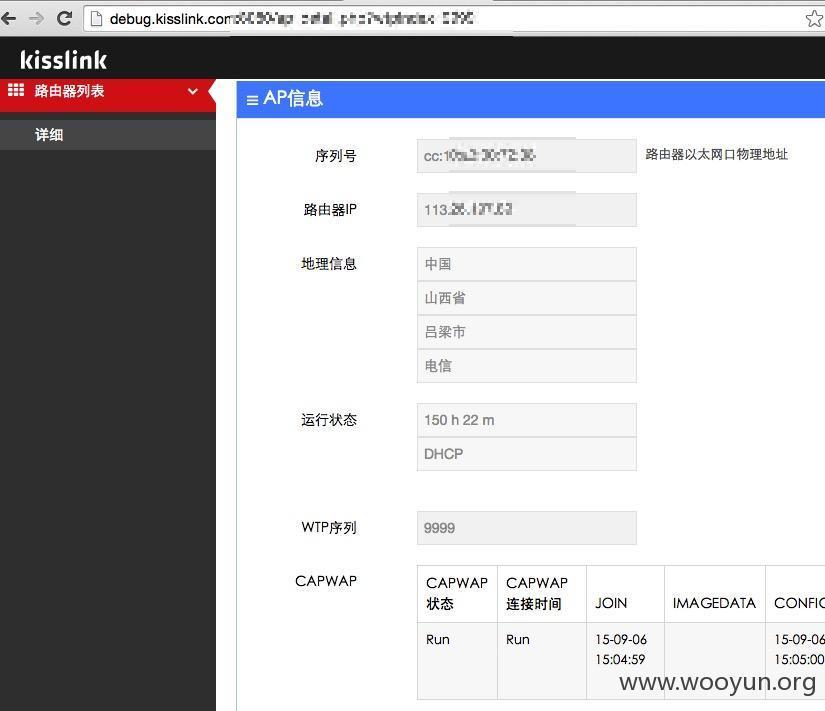 debug.kisslink.com
kisslink
路由器列表
详细
AP信息
序列号
cc:1
路由器以太网口物理地址
路由器IP
113.
地理信息
中国
山西省
吕梁市
电信
运行状态
150 h 22 m
DHCP
WTP序列
9999
CAPWAP
CAPWAP
状态
CAPWAP
连接时间
JOIN
IMAGEDATA
CONFIG
Run
Run
15-09-06
15:04:59
15-09-06
15:05:00
www.wooyun.org